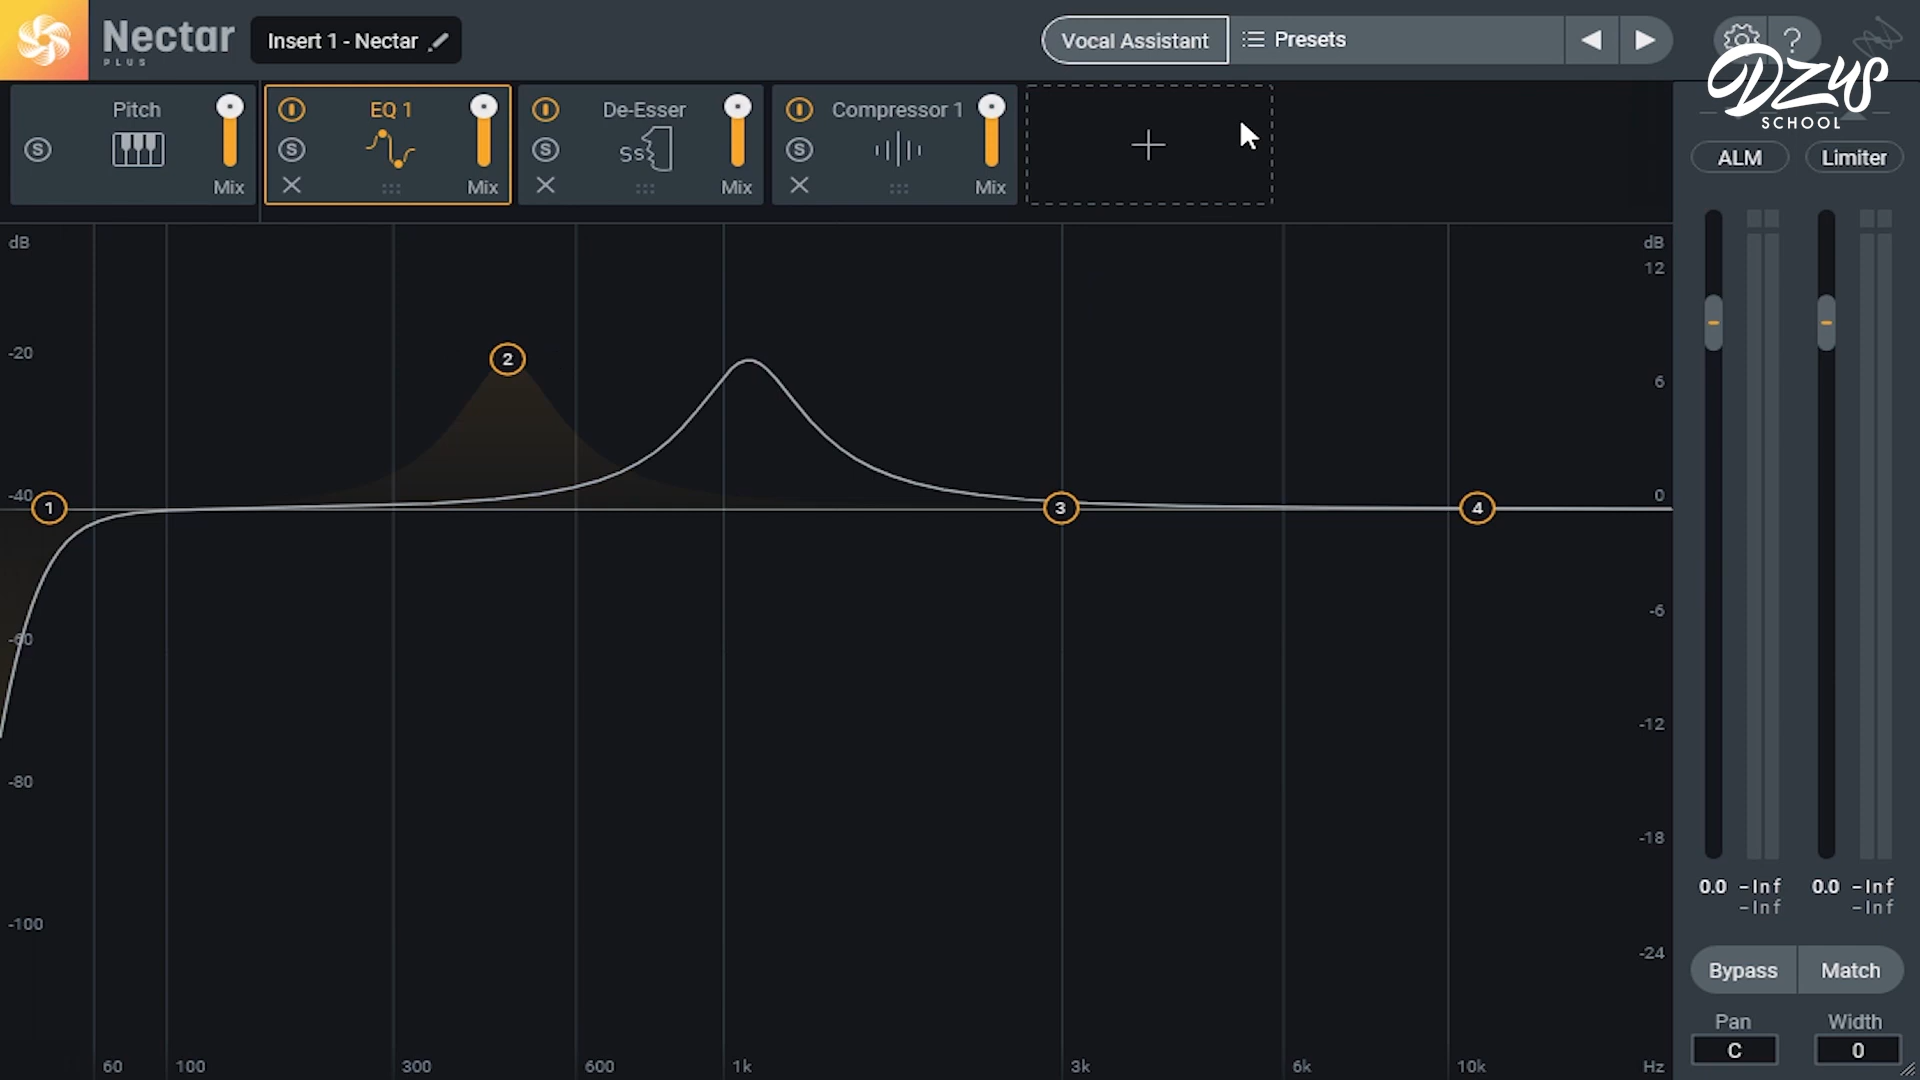 Nectar
PLUS
Insert 1 - Nectar
Vocal Assistant
Presets
?
DZUS
SCHOOL
Pitch
S
Mix
EQ 1
S
Mix
De-Esser
S
Ss
Mix
Compressor 1
S
Mix
ALM
Limiter
dB
-20
-40
-60
-80
-100
1
2
3
4
dB
12
6
0
-6
-12
-18
-24
60
100
300
600
1k
3k
6k
10k
Hz
0.0
-Inf
-Inf
0.0
-Inf
-Inf
Bypass
Match
Pan
Width
C
0